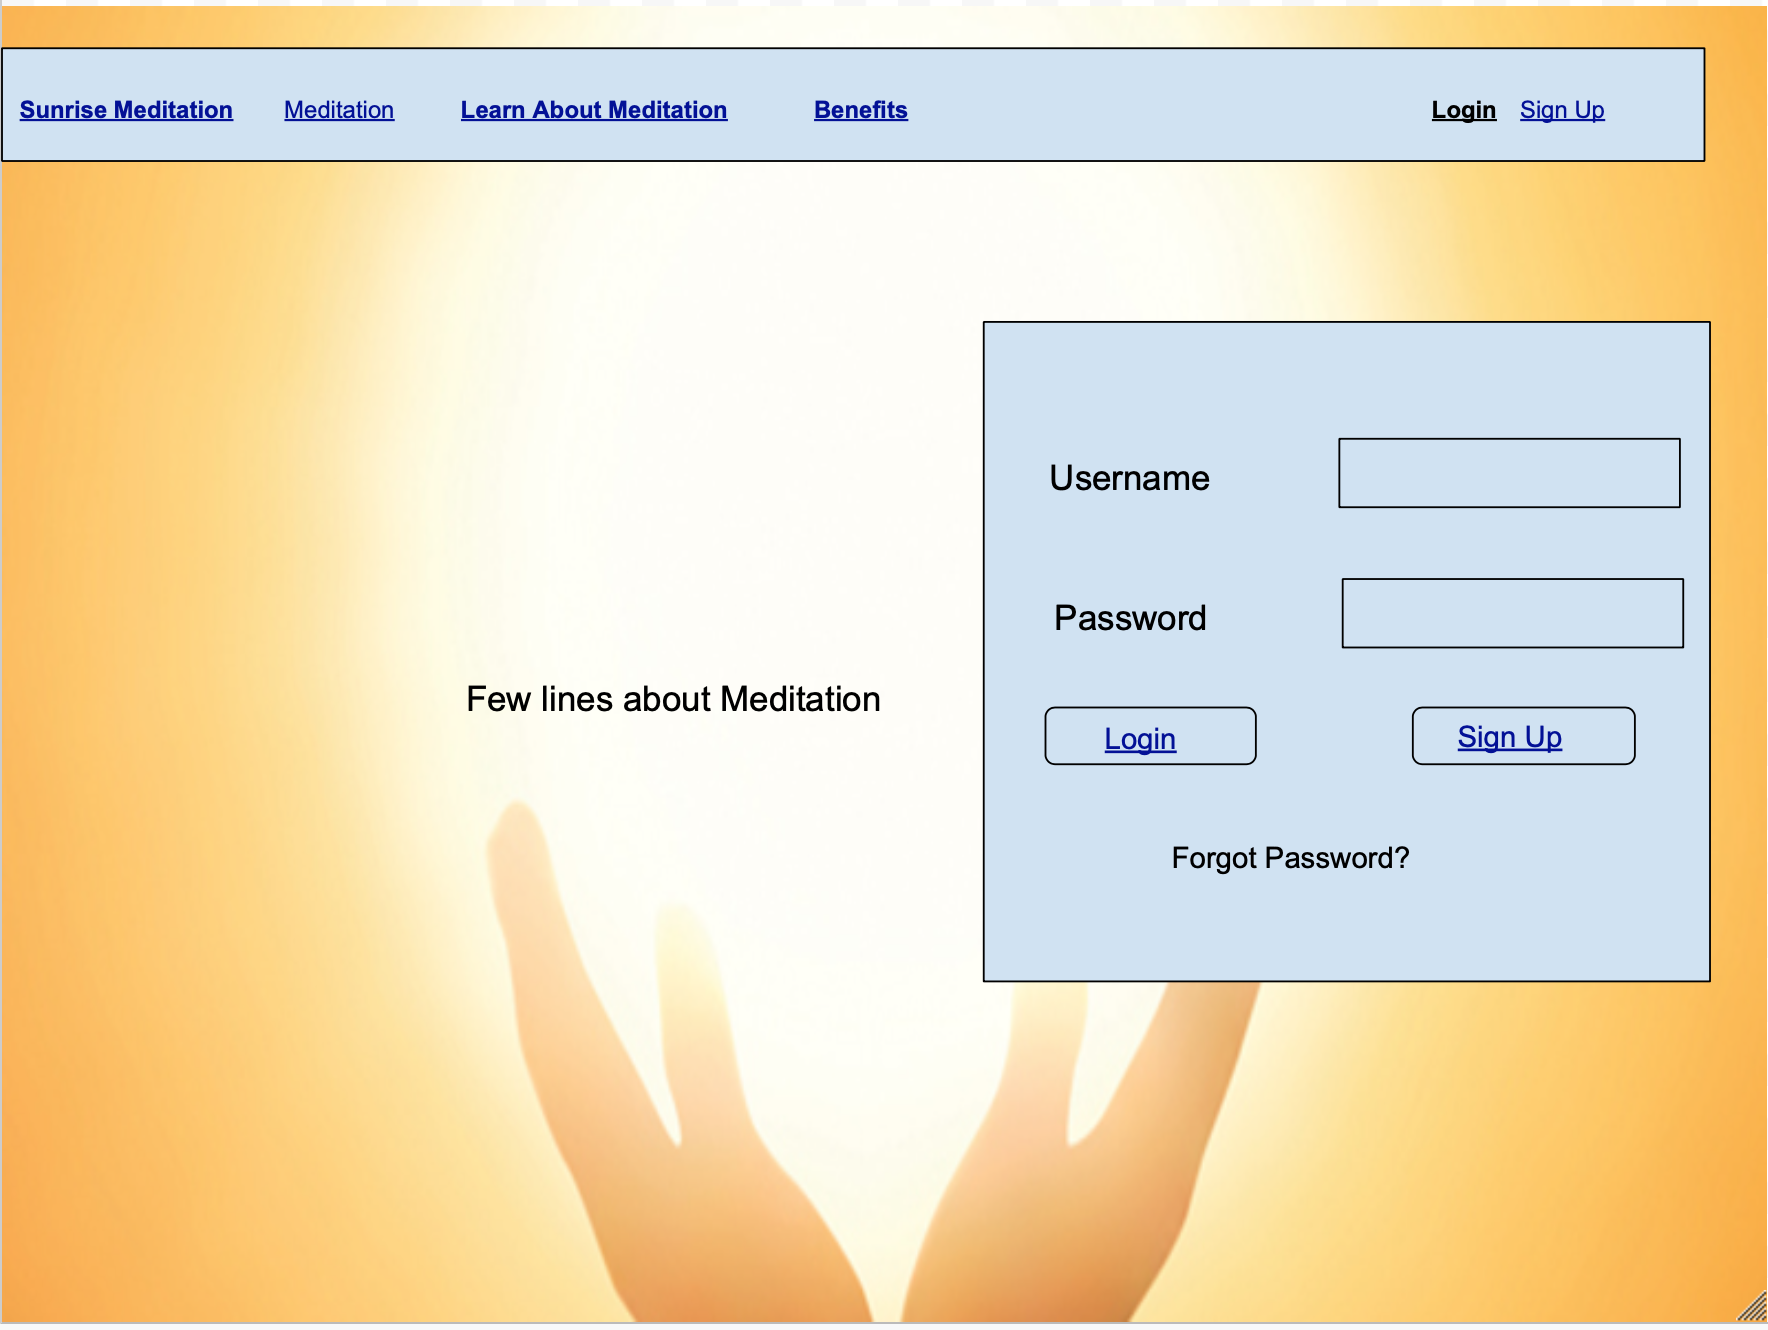 Sunrise Meditation Meditation Learn About Meditation Benefits Login Sign Up
Username
Password
Few lines about Meditation
Login Sign Up
Forgot Password?